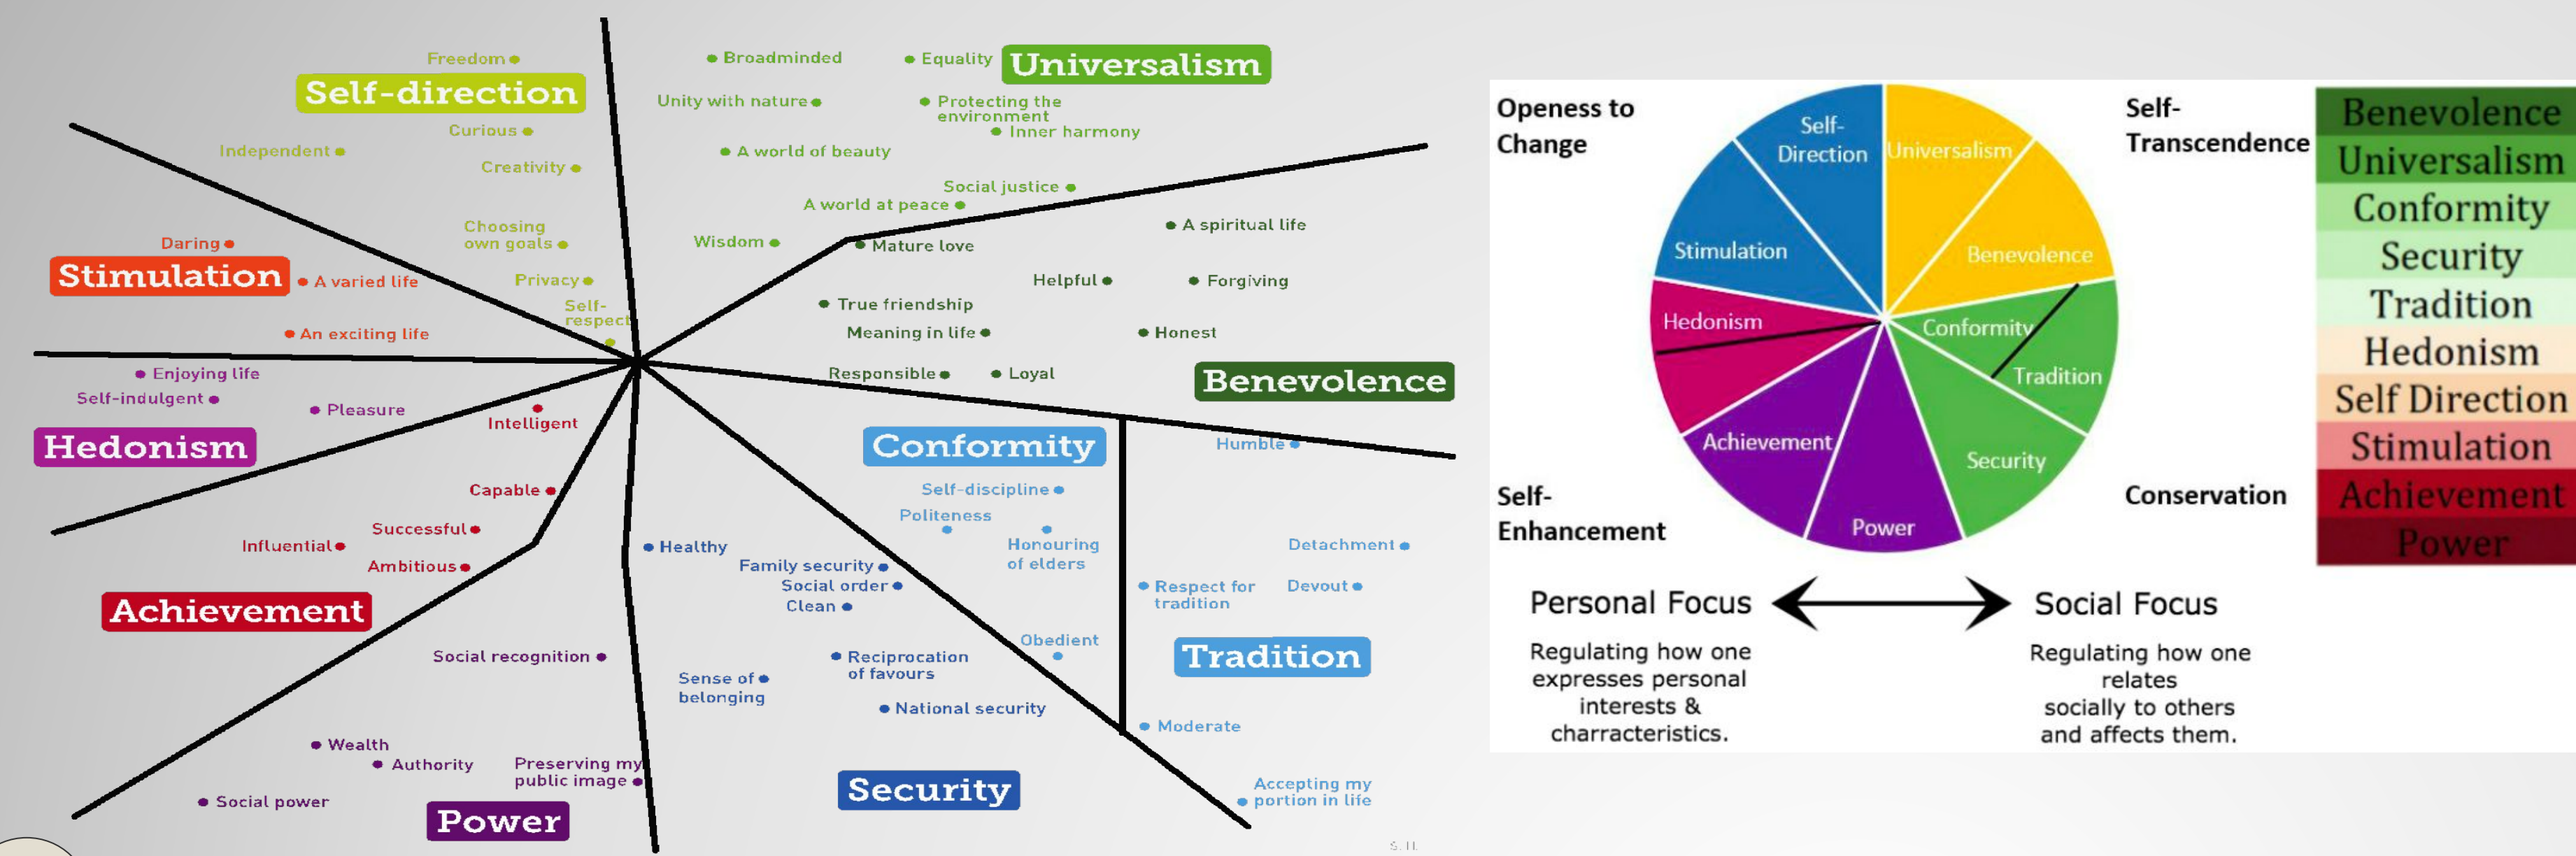 Freedom
Self-direction
Curious
Independent
Creativity
Choosing
own goals
Privacy
Self-
respect
Broadminded
Equality
Universalism
Unity with nature
Protecting the
environment
Inner harmony
A world of beauty
Social justice
A world at peace
Wisdom
Daring
Stimulation
A varied life
An exciting life
Mature love
A spiritual life
Helpful
Forgiving
True friendship
Meaning in life
Honest
Responsible
Loyal
Benevolence
Enjoying life
Self-indulgent
Pleasure
Hedonism
Intelligent
Capable
Successful
Influential
Ambitious
Achievement
Conformity
Humble
Self-discipline
Politeness
Honouring
of elders
Obedient
Detachment
Respect for
tradition
Devout
Tradition
Moderate
Accepting my
portion in life
Healthy
Family security
Social order
Clean
Reciprocation
of favours
Sense of
belonging
National security
Security
Social recognition
Wealth
Authority
Preserving my
public image
Social power
Power
Openess to
Change
Self-
Transcendence
Self-
Direction
Universalism
Stimulation
Benevolence
Hedonism
Conformity
Tradition
Achievement
Security
Power
Self-
Enhancement
Conservation
Personal Focus
Social Focus
Regulating how one
expresses personal
interests &
charracteristics.
Regulating how one
relates
socially to others
and affects them.
Benevolence
Universalism
Conformity
Security
Tradition
Hedonism
Self Direction
Stimulation
Achievement
Power